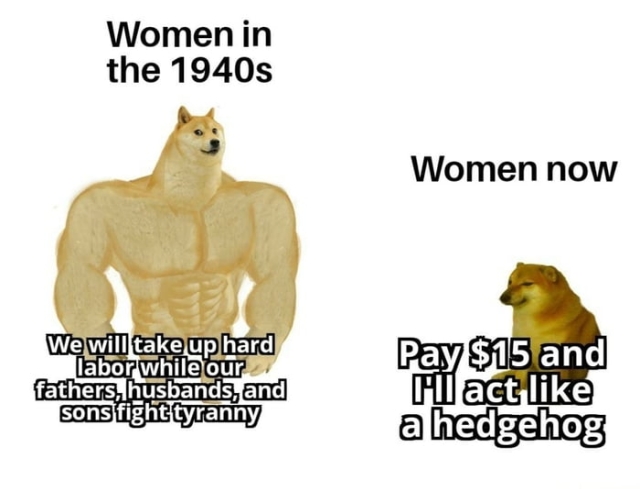 Women in
the 1940s
We will take up hard
labor while our
fathers, husbands, and
sons fight tyranny
Women now
Pay $15 and
I'll act like
a hedgehog